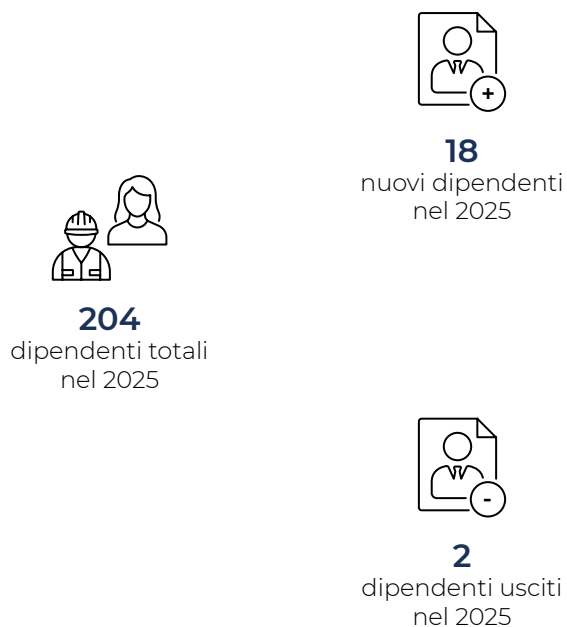 18
nuovi dipendenti
nel 2025
204
dipendenti totali
nel 2025
2
dipendenti usciti
nel 2025